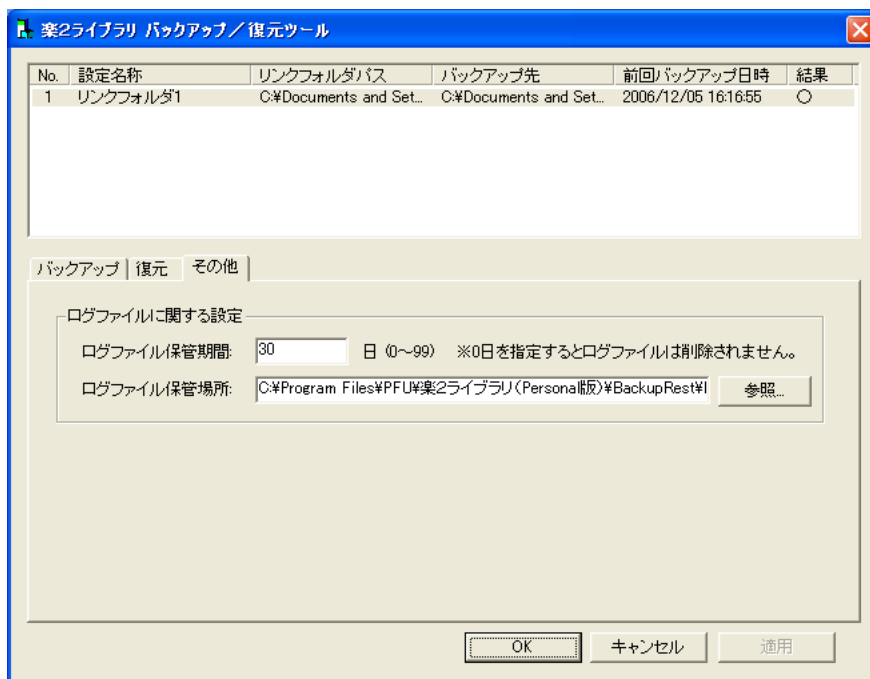 楽2ライブラリ バックアップ／復元ツール
No. 設定名称 リンクフォルダパス バックアップ先 前回バックアップ日時 結果
1 リンクフォルダ1 C:¥Documents and Set... C:¥Documents and Set... 2006/12/05 16:16:55 ○
バックアップ 復元 その他
ログファイルに関する設定
ログファイル保管期間: 30 日 (0～99) ※0日を指定するとログファイルは削除されません。
ログファイル保管場所: C:¥Program Files¥PFU¥楽2ライブラリ(Personal版)¥BackupRest¥l 参照...
OK キャンセル 適用